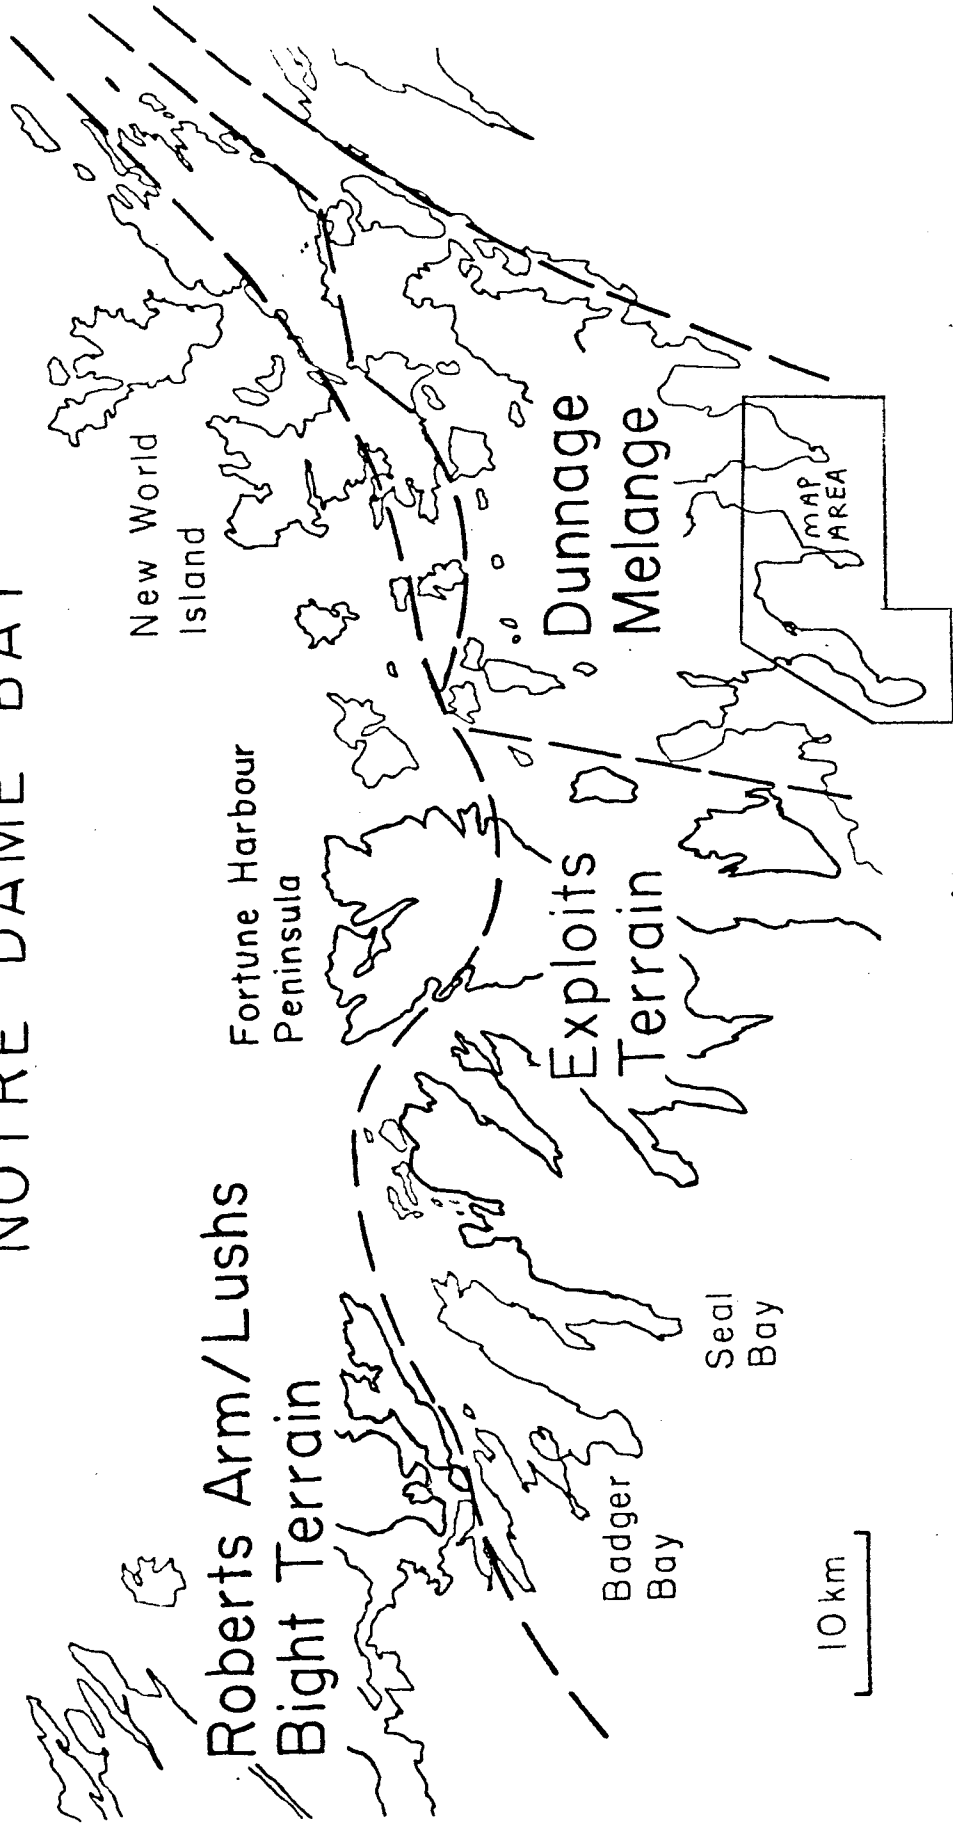 NOTRE DAME BAY
New World
Island
Fortune Harbour
Peninsula
Roberts Arm/Lushs
Bight Terrain
Dunnage
Melange
Exploits
Terrain
MAP
AREA
Seal
Bay
Badger
Bay
10 km